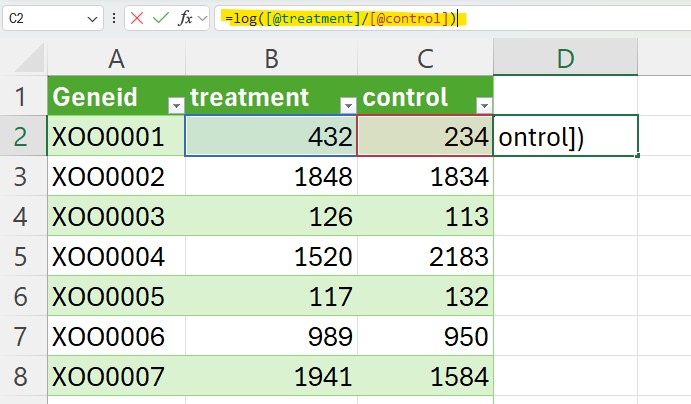 C2 fx =log([@treatment]/[@control])
A B C D
1 Geneid treatment control
2 XOO0001 432 234 ontrol])
3 XOO0002 1848 1834
4 XOO0003 126 113
5 XOO0004 1520 2183
6 XOO0005 117 132
7 XOO0006 989 950
8 XOO0007 1941 1584